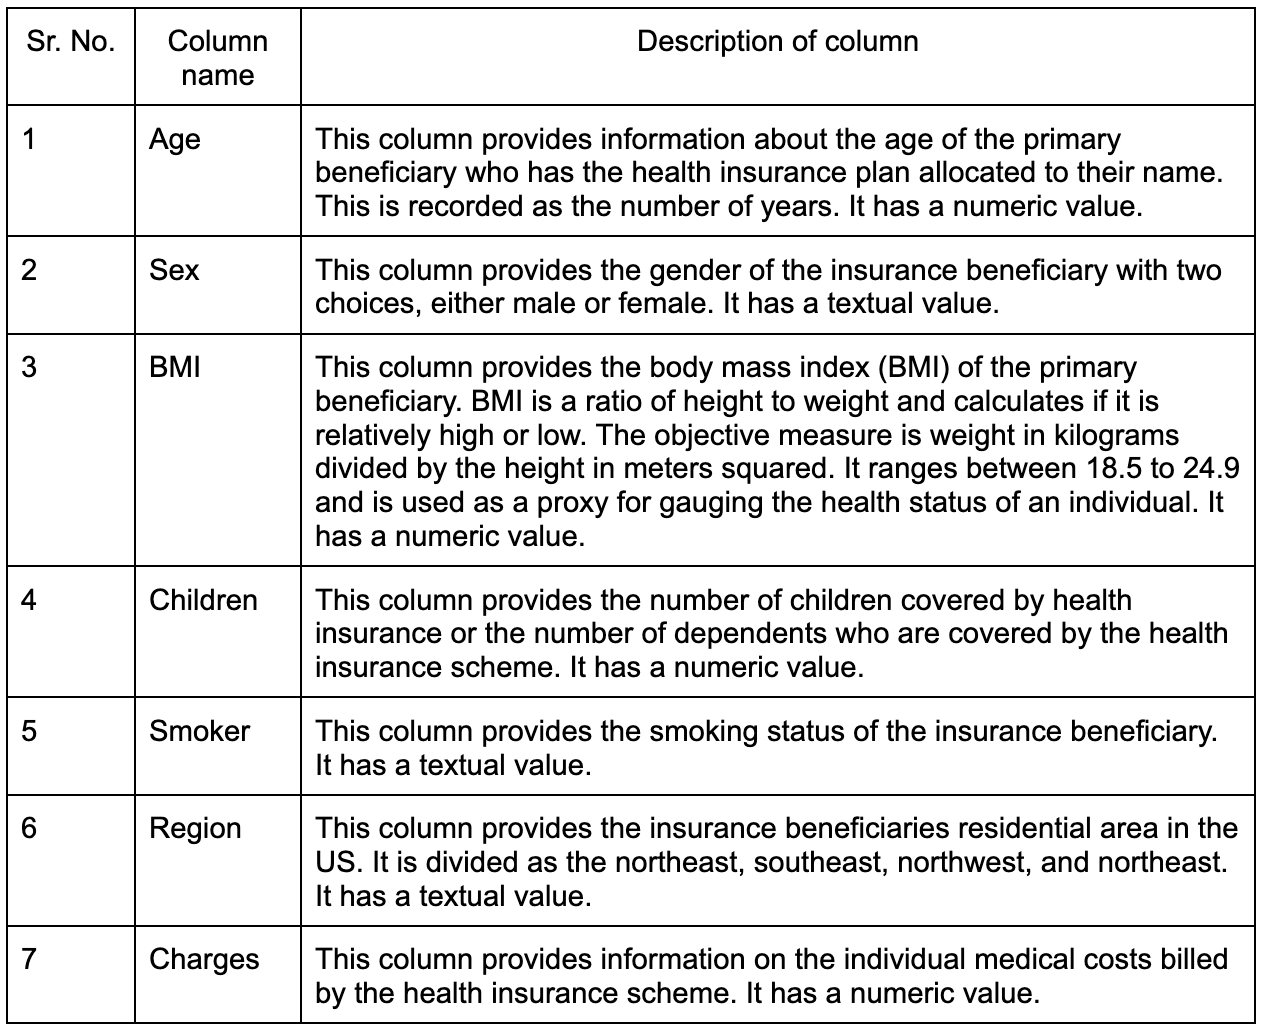 Sr. No.
Column
name
Description of column
1
Age
This column provides information about the age of the primary
beneficiary who has the health insurance plan allocated to their name.
This is recorded as the number of years. It has a numeric value.
2
Sex
This column provides the gender of the insurance beneficiary with two
choices, either male or female. It has a textual value.
3
BMI
This column provides the body mass index (BMI) of the primary
beneficiary. BMI is a ratio of height to weight and calculates if it is
relatively high or low. The objective measure is weight in kilograms
divided by the height in meters squared. It ranges between 18.5 to 24.9
and is used as a proxy for gauging the health status of an individual. It
has a numeric value.
4
Children
This column provides the number of children covered by health
insurance or the number of dependents who are covered by the health
insurance scheme. It has a numeric value.
5
Smoker
This column provides the smoking status of the insurance beneficiary.
It has a textual value.
6
Region
This column provides the insurance beneficiaries residential area in the
US. It is divided as the northeast, southeast, northwest, and northeast.
It has a textual value.
7
Charges
This column provides information on the individual medical costs billed
by the health insurance scheme. It has a numeric value.